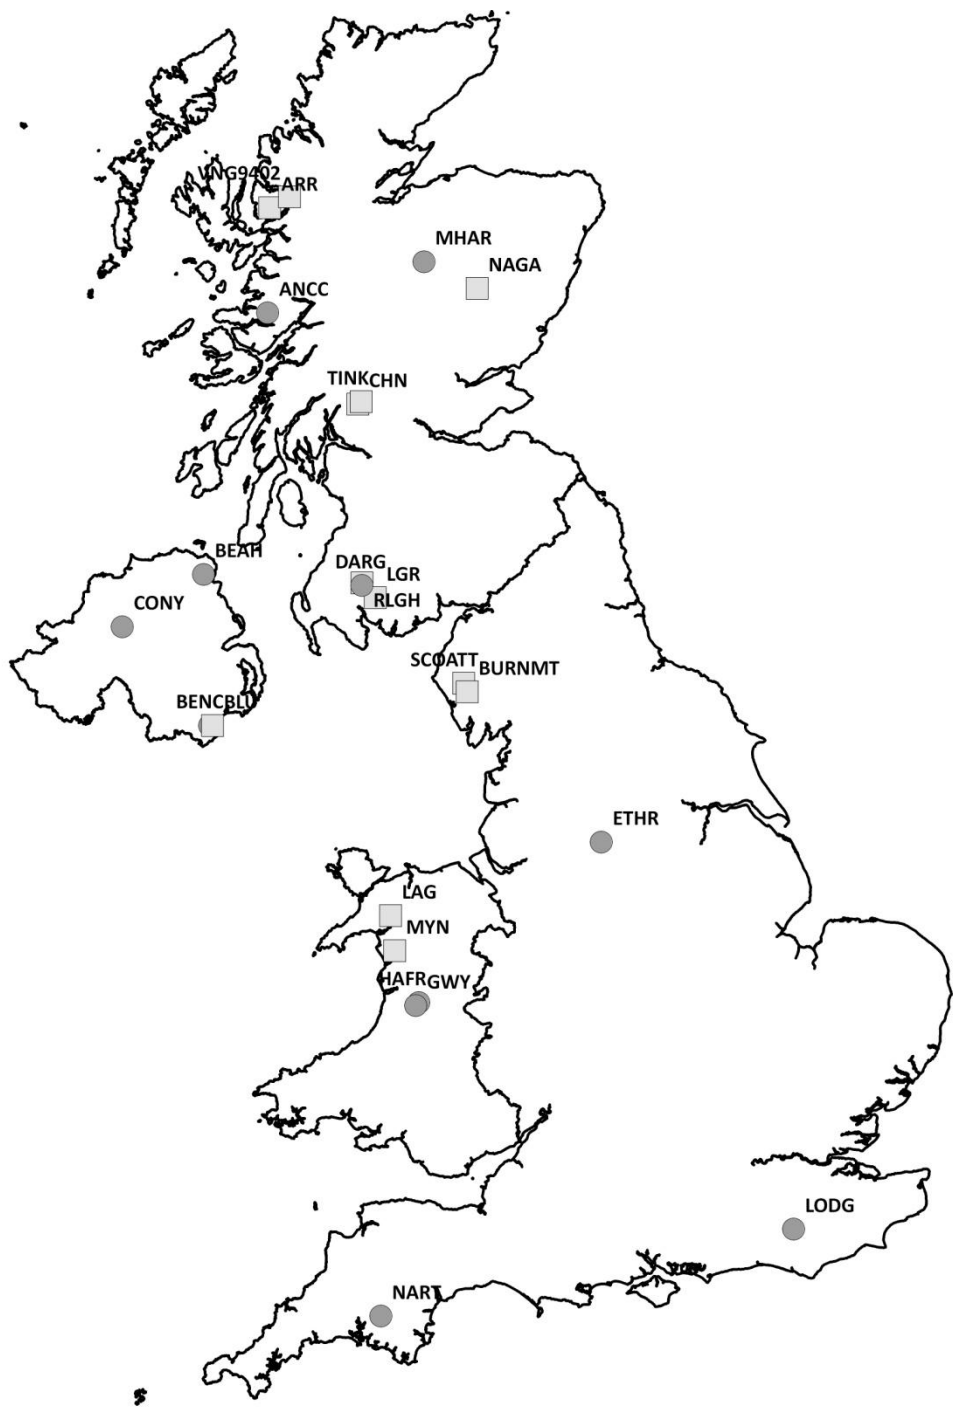 VNG9402
ARR
MHAR
NAGA
ANCC
TINK
CHN
BEAH
DARG
LGR
RLGH
CONY
SCOATT
BURNMT
BENCBLU
ETHR
LAG
MYN
HAFR
GWY
LODG
NART